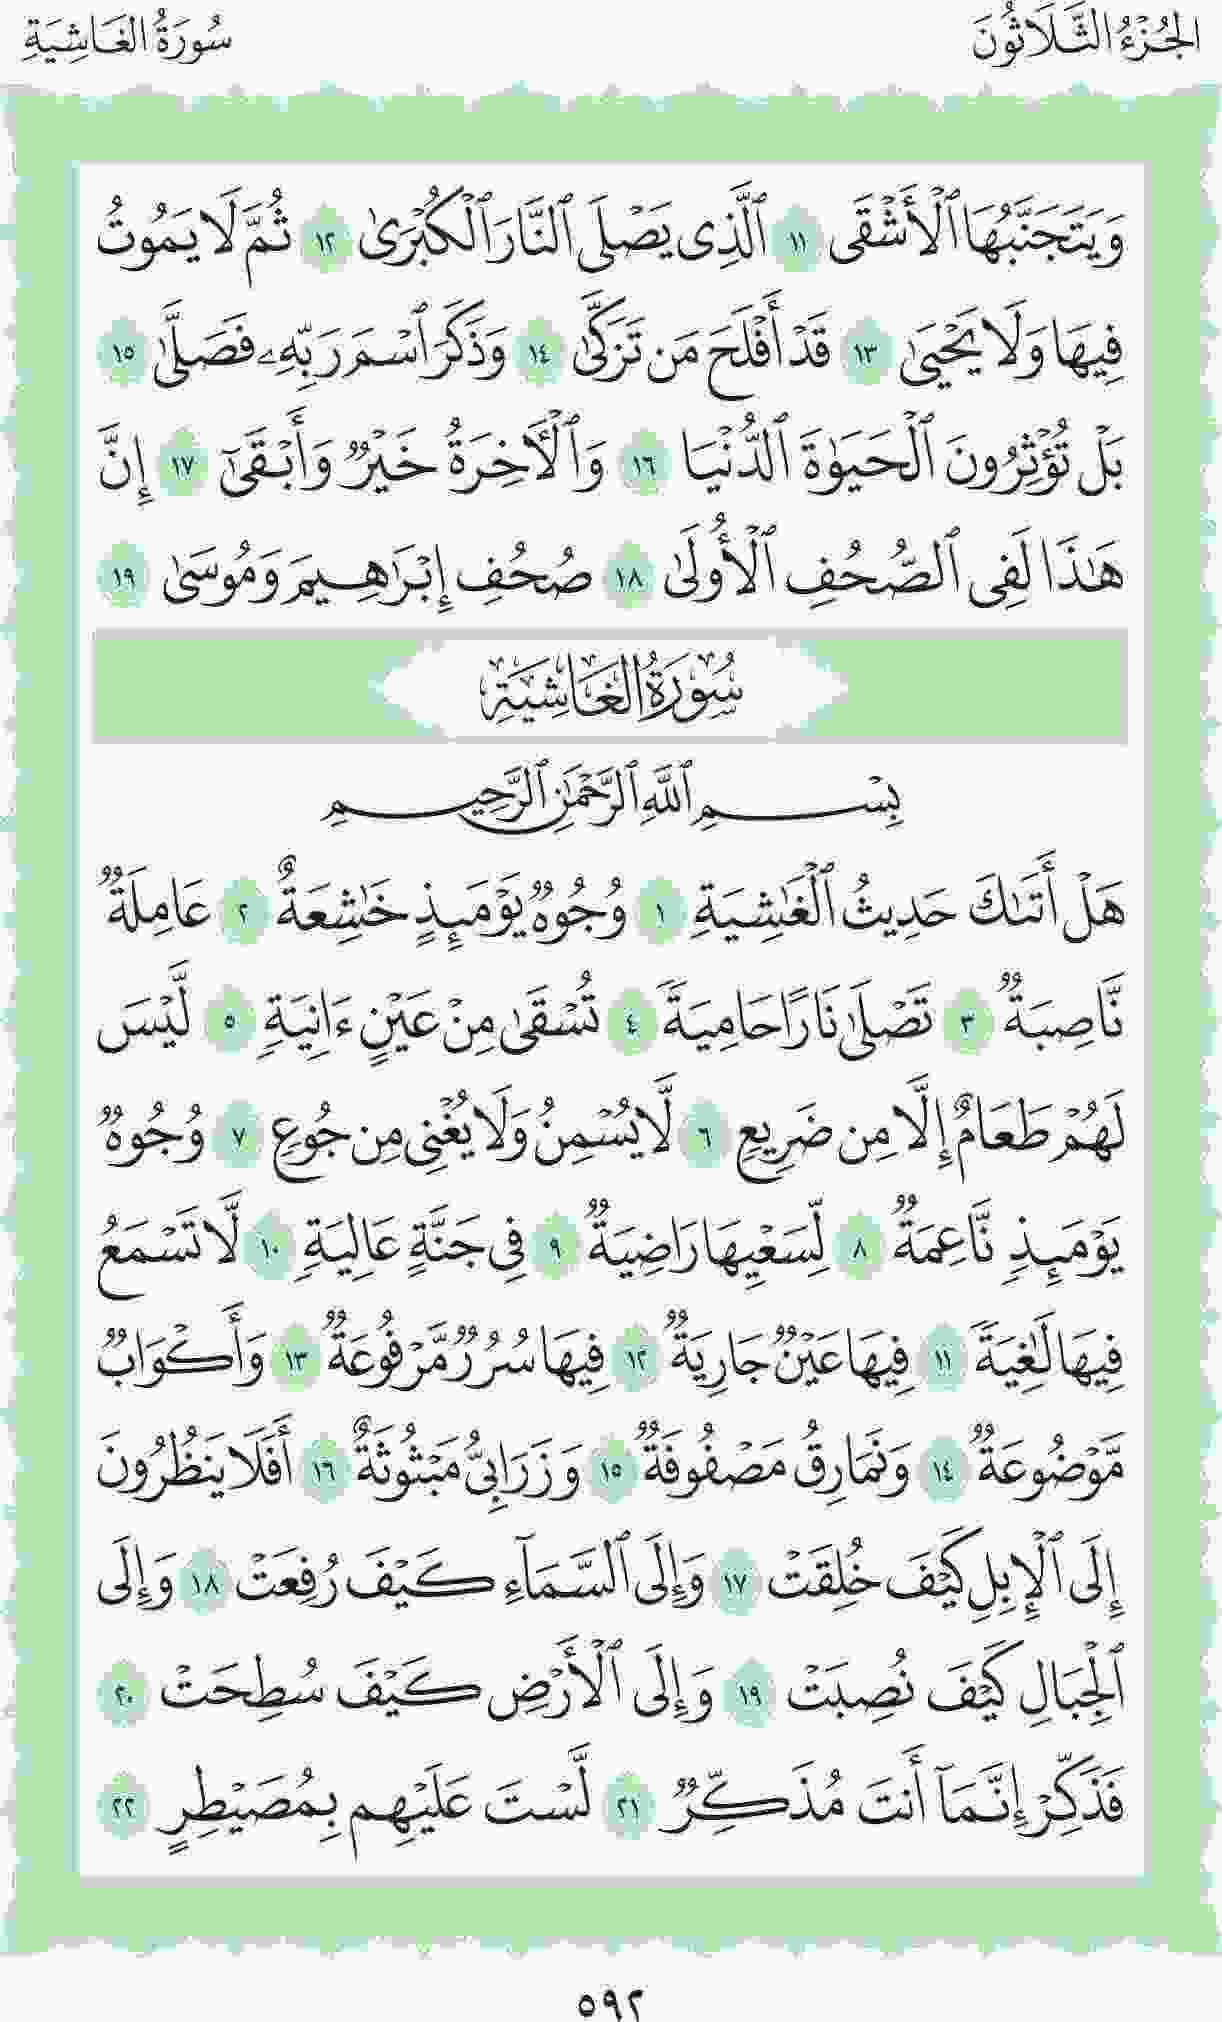 الجُزْءُ الثَّلَاثُونَ
سُورَةُ الغَاشِيَةِ
وَيَتَجَنَّبُهَا ٱلْأَشْقَى ١١ ٱلَّذِى يَصْلَى ٱلنَّارَ ٱلْكُبْرَىٰ ١٢ ثُمَّ لَا يَمُوتُ
فِيهَا وَلَا يَحْيَىٰ ١٣ قَدْ أَفْلَحَ مَن تَزَكَّىٰ ١٤ وَذَكَرَ ٱسْمَ رَبِّهِۦ فَصَلَّىٰ ١٥
بَلْ تُؤْثِرُونَ ٱلْحَيَوٰةَ ٱلدُّنْيَا ١٦ وَٱلْأَخِرَةُ خَيْرٌ وَأَبْقَىٰٓ ١٧ إِنَّ
هَٰذَا لَفِى ٱلصُّحُفِ ٱلْأُولَىٰ ١٨ صُحُفِ إِبْرَٰهِيمَ وَمُوسَىٰ ١٩
سُورَةُ الغَاشِيَةِ
بِسْمِ ٱللَّهِ ٱلرَّحْمَٰنِ ٱلرَّحِيمِ
هَلْ أَتَىٰكَ حَدِيثُ ٱلْغَٰشِيَةِ ١ وُجُوهٌ يَوْمَئِذٍ خَٰشِعَةٌ ٢ عَامِلَةٌ
نَّاصِبَةٌ ٣ تَصْلَىٰ نَارًا حَامِيَةً ٤ تُسْقَىٰ مِنْ عَيْنٍ ءَانِيَةٍ ٥ لَّيْسَ
لَهُمْ طَعَامٌ إِلَّا مِن ضَرِيعٍ ٦ لَّا يُسْمِنُ وَلَا يُغْنِى مِن جُوعٍ ٧ وُجُوهٌ
يَوْمَئِذٍ نَّاعِمَةٌ ٨ لِّسَعْيِهَا رَاضِيَةٌ ٩ فِى جَنَّةٍ عَالِيَةٍ ١٠ لَّا تَسْمَعُ
فِيهَا لَٰغِيَةً ١١ فِيهَا عَيْنٌ جَارِيَةٌ ١٢ فِيهَا سُرُرٌ مَّرْفُوعَةٌ ١٣ وَأَكْوَابٌ
مَّوْضُوعَةٌ ١٤ وَنَمَارِقُ مَصْفُوفَةٌ ١٥ وَزَرَابِىُّ مَبْثُوثَةٌ ١٦ أَفَلَا يَنظُرُونَ
إِلَى ٱلْإِبِلِ كَيْفَ خُلِقَتْ ١٧ وَإِلَى ٱلسَّمَآءِ كَيْفَ رُفِعَتْ ١٨ وَإِلَى
ٱلْجِبَالِ كَيْفَ نُصِبَتْ ١٩ وَإِلَى ٱلْأَرْضِ كَيْفَ سُطِحَتْ ٢٠
فَذَكِّرْ إِنَّمَآ أَنتَ مُذَكِّرٌ ٢١ لَّسْتَ عَلَيْهِم بِمُصَيْطِرٍ ٢٢
٥٩٢